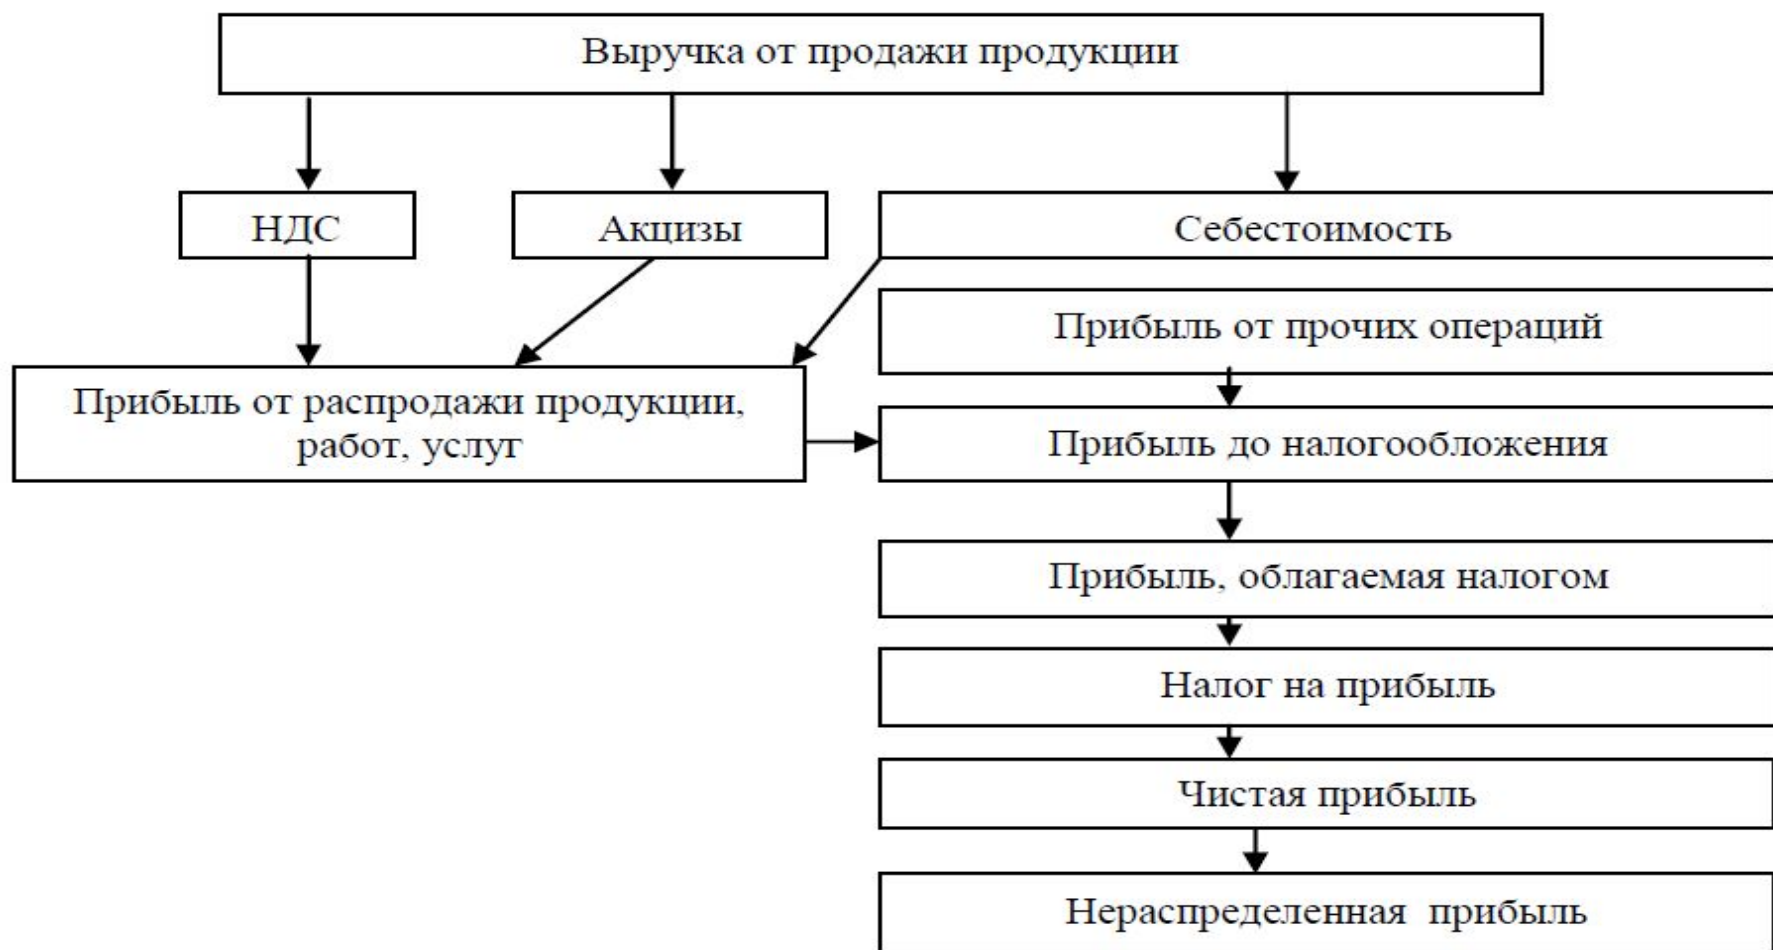 Выручка от продажи продукции
НДС
Акцизы
Себестоимость
Прибыль от прочих операций
Прибыль от распродажи продукции,
работ, услуг
Прибыль до налогообложения
Прибыль, облагаемая налогом
Налог на прибыль
Чистая прибыль
Нераспределенная прибыль